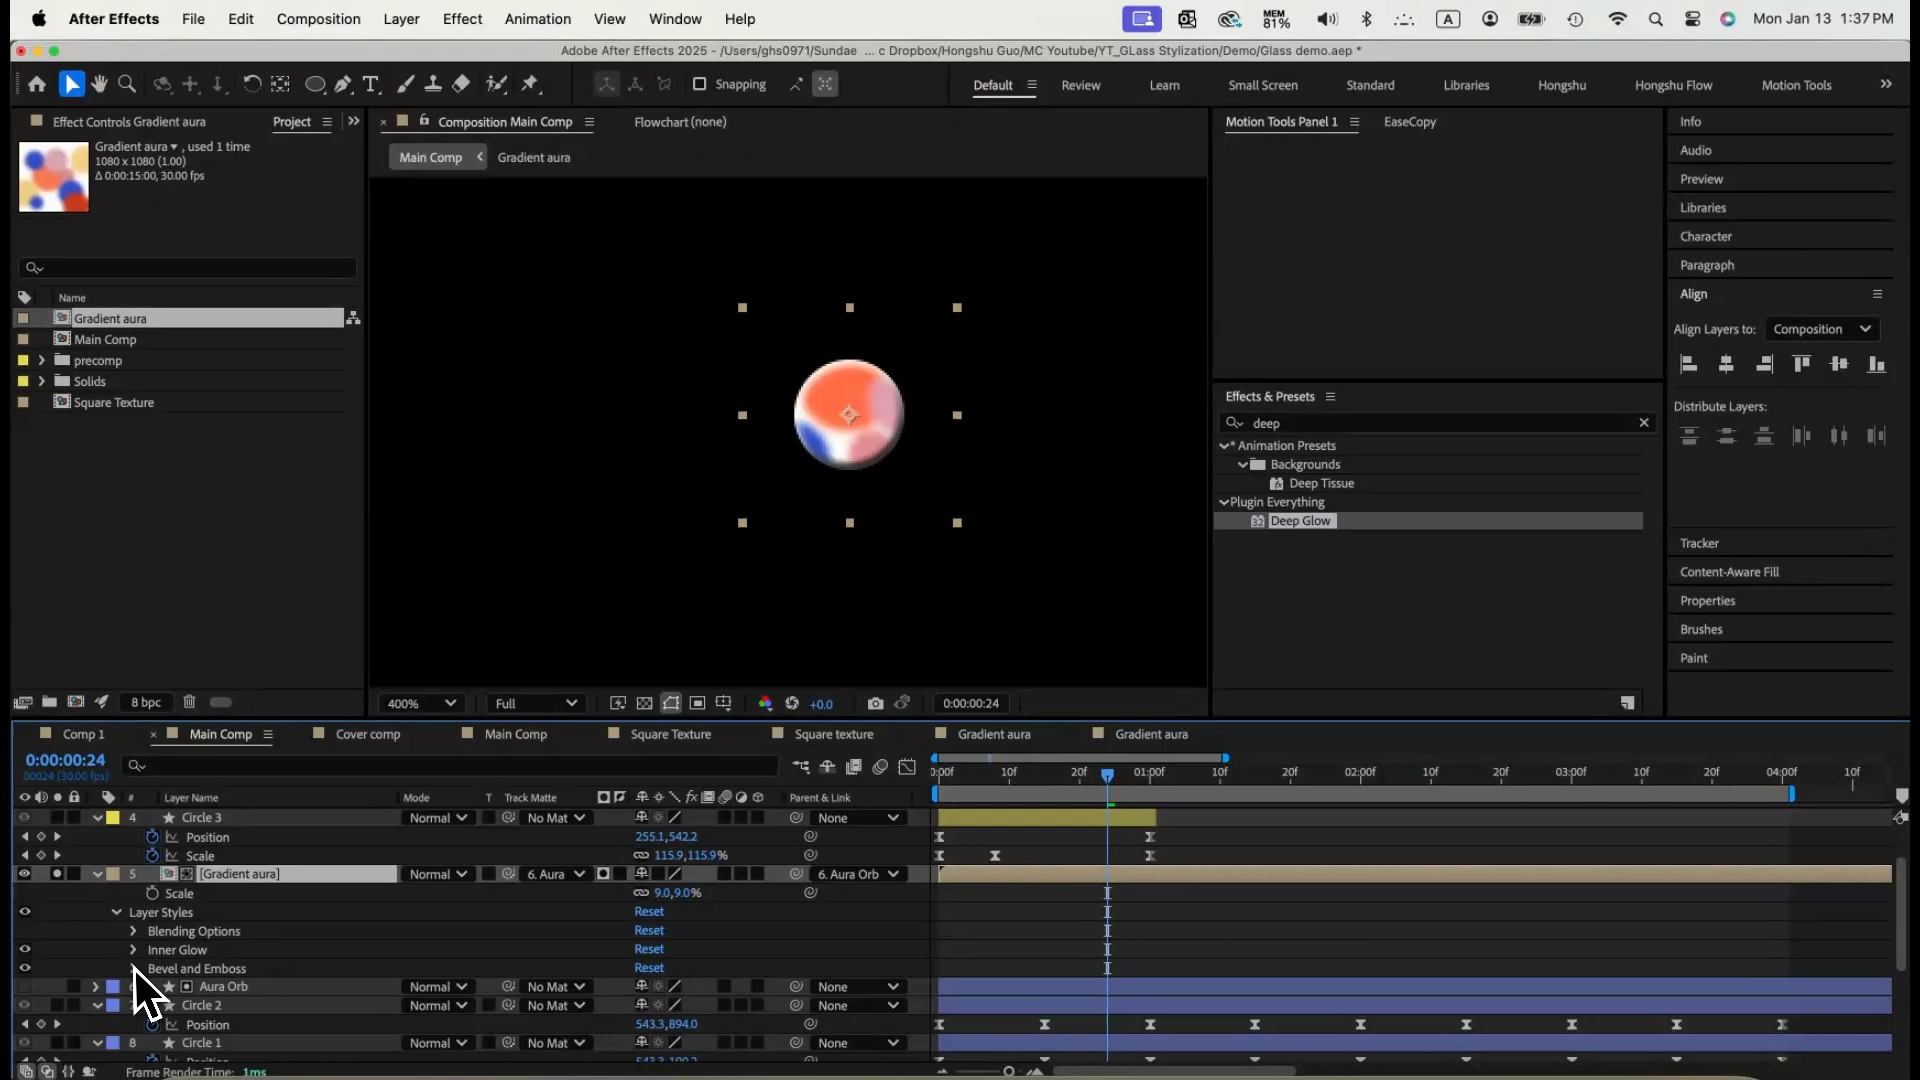 After Effects File Edit Composition Layer Effect Animation View Window Help MEM 81% A Mon Jan 13 1:37 PM
Adobe After Effects 2025 - /Users/ghs0971/Sundae ... c Dropbox/Hongshu Guo/MC Youtube/YT_GLass Stylization/Demo/Glass demo.aep *
T Snapping Default Review Learn Small Screen Standard Libraries Hongshu Hongshu Flow Motion Tools
Effect Controls Gradient aura Project
Gradient aura , used 1 time
1080 x 1080 (1.00)
Δ 0:00:15:00, 30.00 fps
Name
Gradient aura
Main Comp
precomp
Solids
Square Texture
8 bpc
Composition Main Comp Flowchart (none)
Main Comp Gradient aura
400% Full +0.0 0:00:00:24
Motion Tools Panel 1 EaseCopy
Effects & Presets
deep
* Animation Presets
Backgrounds
Deep Tissue
Plugin Everything
Deep Glow
Info
Audio
Preview
Libraries
Character
Paragraph
Align
Align Layers to: Composition
Distribute Layers:
Tracker
Content-Aware Fill
Properties
Brushes
Paint
Comp 1 Main Comp Cover comp Main Comp Square Texture Square texture Gradient aura Gradient aura
0:00:00:24
00024 (30.00 fps)
0:00f 10f 20f 01:00f 10f 20f 02:00f 10f 20f 03:00f 10f 20f 04:00f 10f
# Layer Name Mode T Track Matte fx Parent & Link
4 Circle 3 Normal No Mat None
Position 255.1,542.2
Scale 115.9,115.9%
5 [Gradient aura] Normal 6. Aura 6. Aura Orb
Scale 9.0,9.0%
Layer Styles Reset
Blending Options Reset
Inner Glow Reset
Bevel and Emboss Reset
Aura Orb Normal No Mat None
Circle 2 Normal No Mat None
Position 543.3,894.0
8 Circle 1 Normal No Mat None
Frame Render Time: 1ms